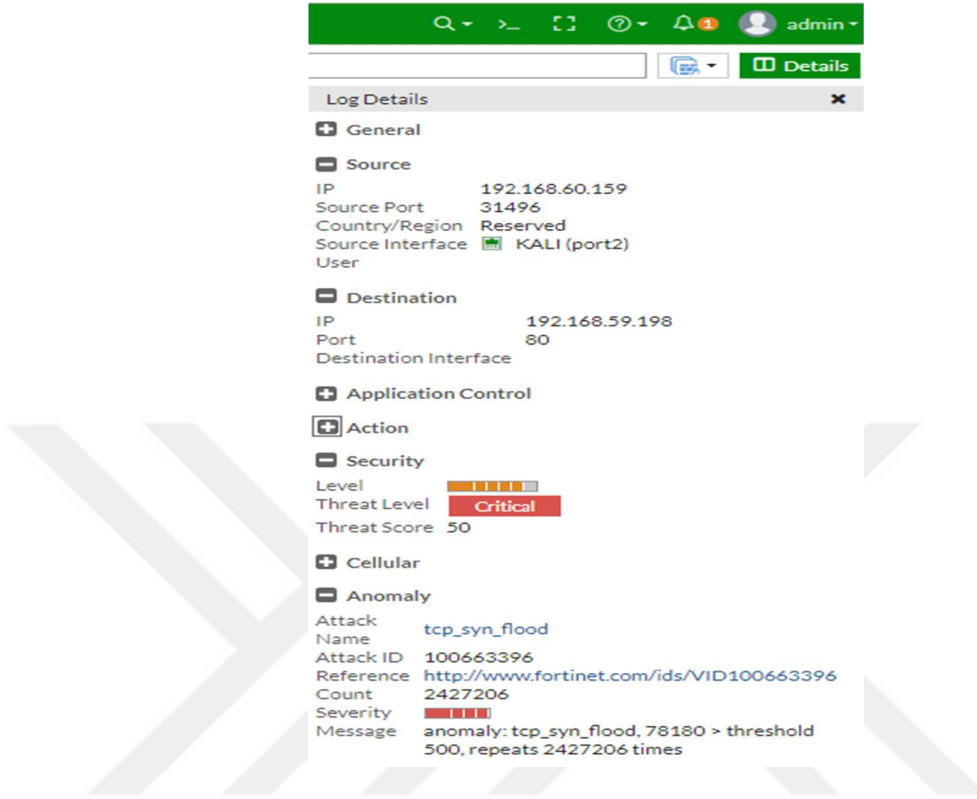 >_ 1 admin
Details
Log Details
General
Source
IP 192.168.60.159
Source Port 31496
Country/Region Reserved
Source Interface KALI (port2)
User
Destination
IP 192.168.59.198
Port 80
Destination Interface
Application Control
Action
Security
Level
Threat Level Critical
Threat Score 50
Cellular
Anomaly
Attack
Name tcp_syn_flood
Attack ID 100663396
Reference http://www.fortinet.com/ids/VID100663396
Count 2427206
Severity
Message anomaly: tcp_syn_flood, 78180 > threshold
500, repeats 2427206 times